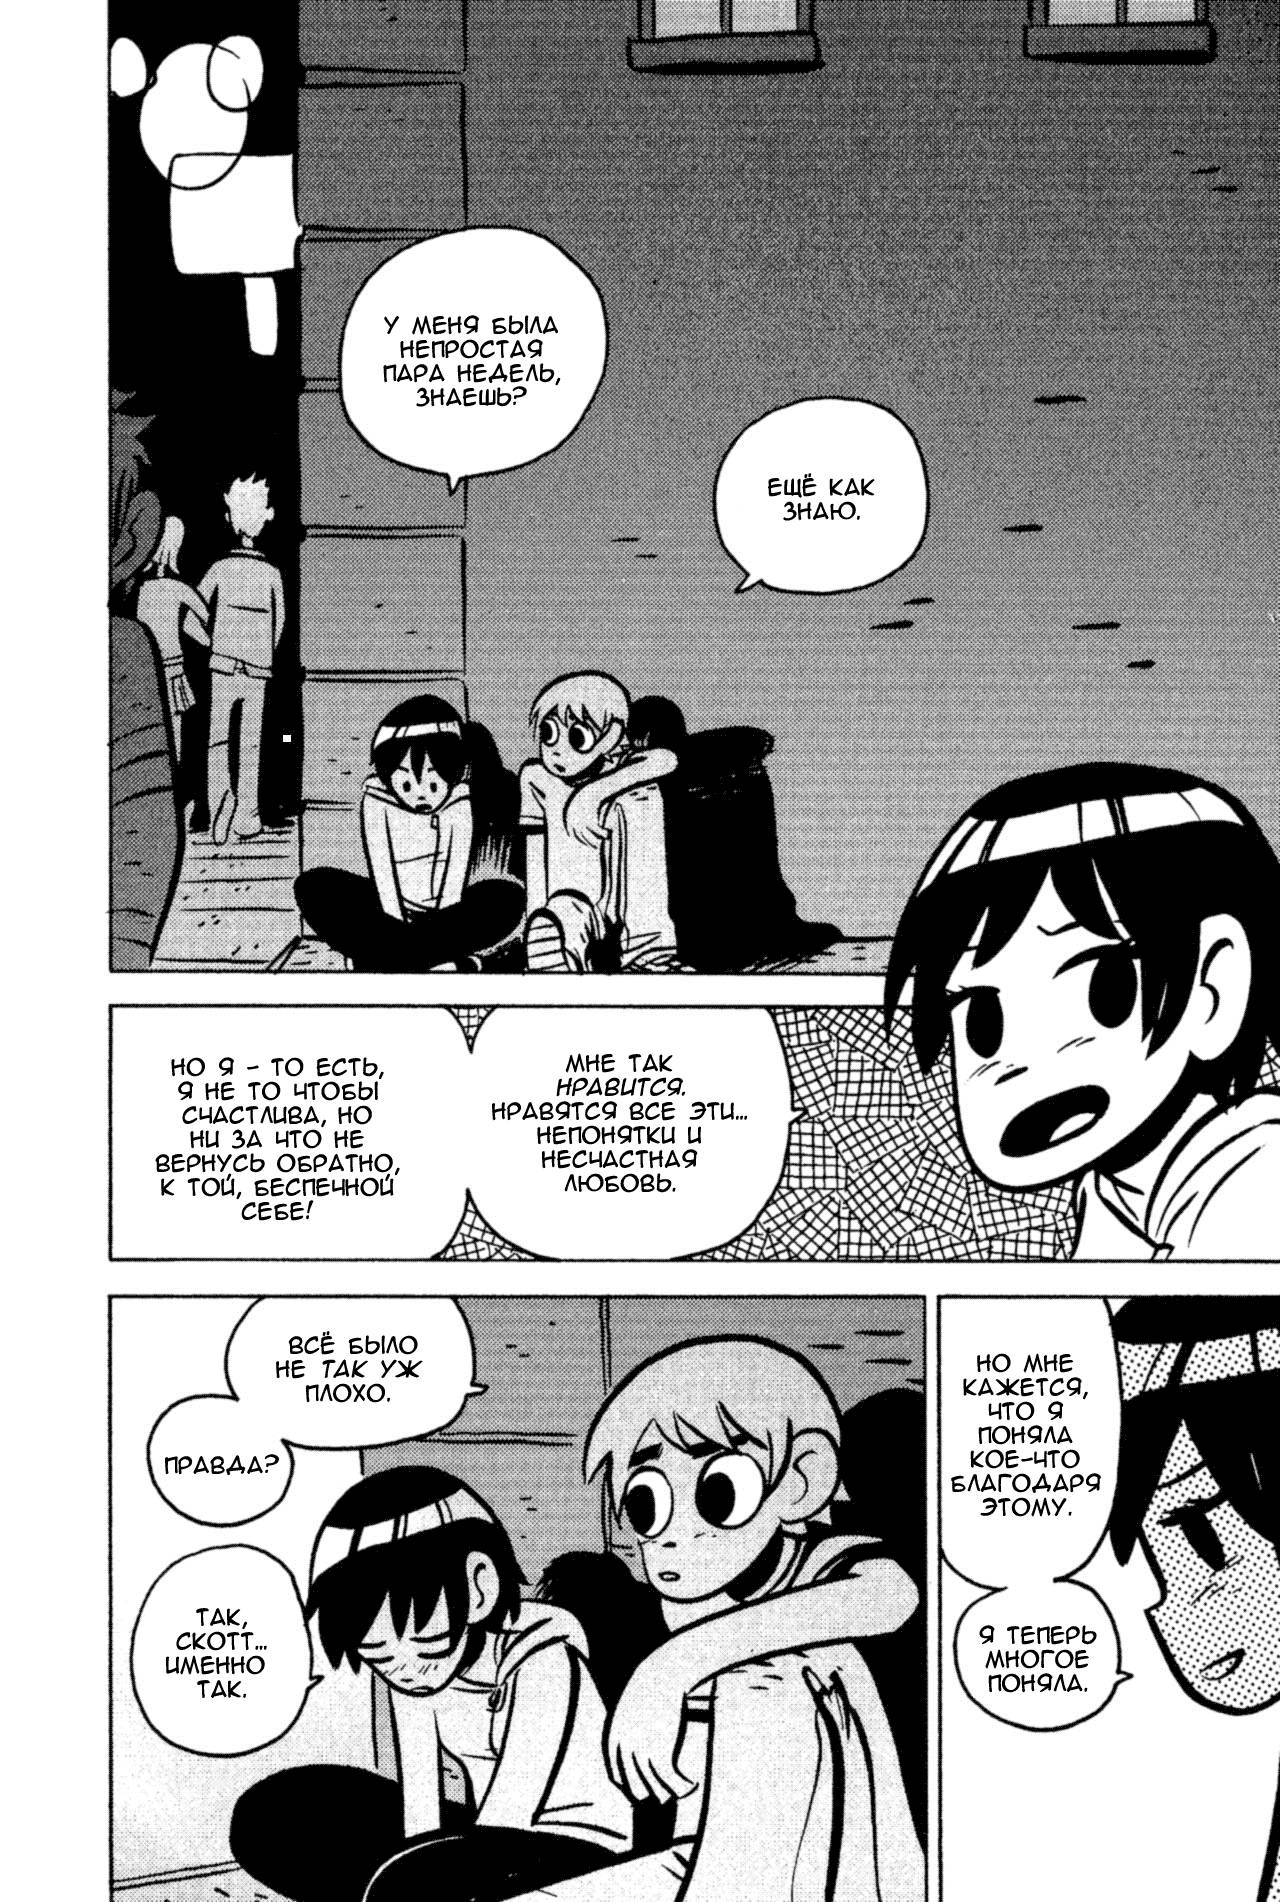 У МЕНЯ БЫЛА
НЕПРОСТАЯ
ПАРА НЕДЕЛЬ,
ЗНАЕШЬ?
ЕЩЁ КАК
ЗНАЮ.
МНЕ ТАК
НРАВИТСЯ.
НРАВЯТСЯ ВСЕ ЭТИ...
НЕПОНЯТКИ И
НЕСЧАСТНАЯ
ЛЮБОВЬ.
НО Я - ТО ЕСТЬ,
Я НЕ ТО ЧТОБЫ
СЧАСТЛИВА, НО
НИ ЗА ЧТО НЕ
ВЕРНУСЬ ОБРАТНО,
К ТОЙ, БЕСПЕЧНОЙ
СЕБЕ!
ВСЁ БЫЛО
НЕ ТАК УЖ
ПЛОХО.
ПРАВДА?
ТАК,
СКОТТ...
ИМЕННО
ТАК.
НО МНЕ
КАЖЕТСЯ,
ЧТО Я
ПОНЯЛА
КОЕ-ЧТО
БЛАГОДАРЯ
ЭТОМУ.
Я ТЕПЕРЬ
МНОГОЕ
ПОНЯЛА.